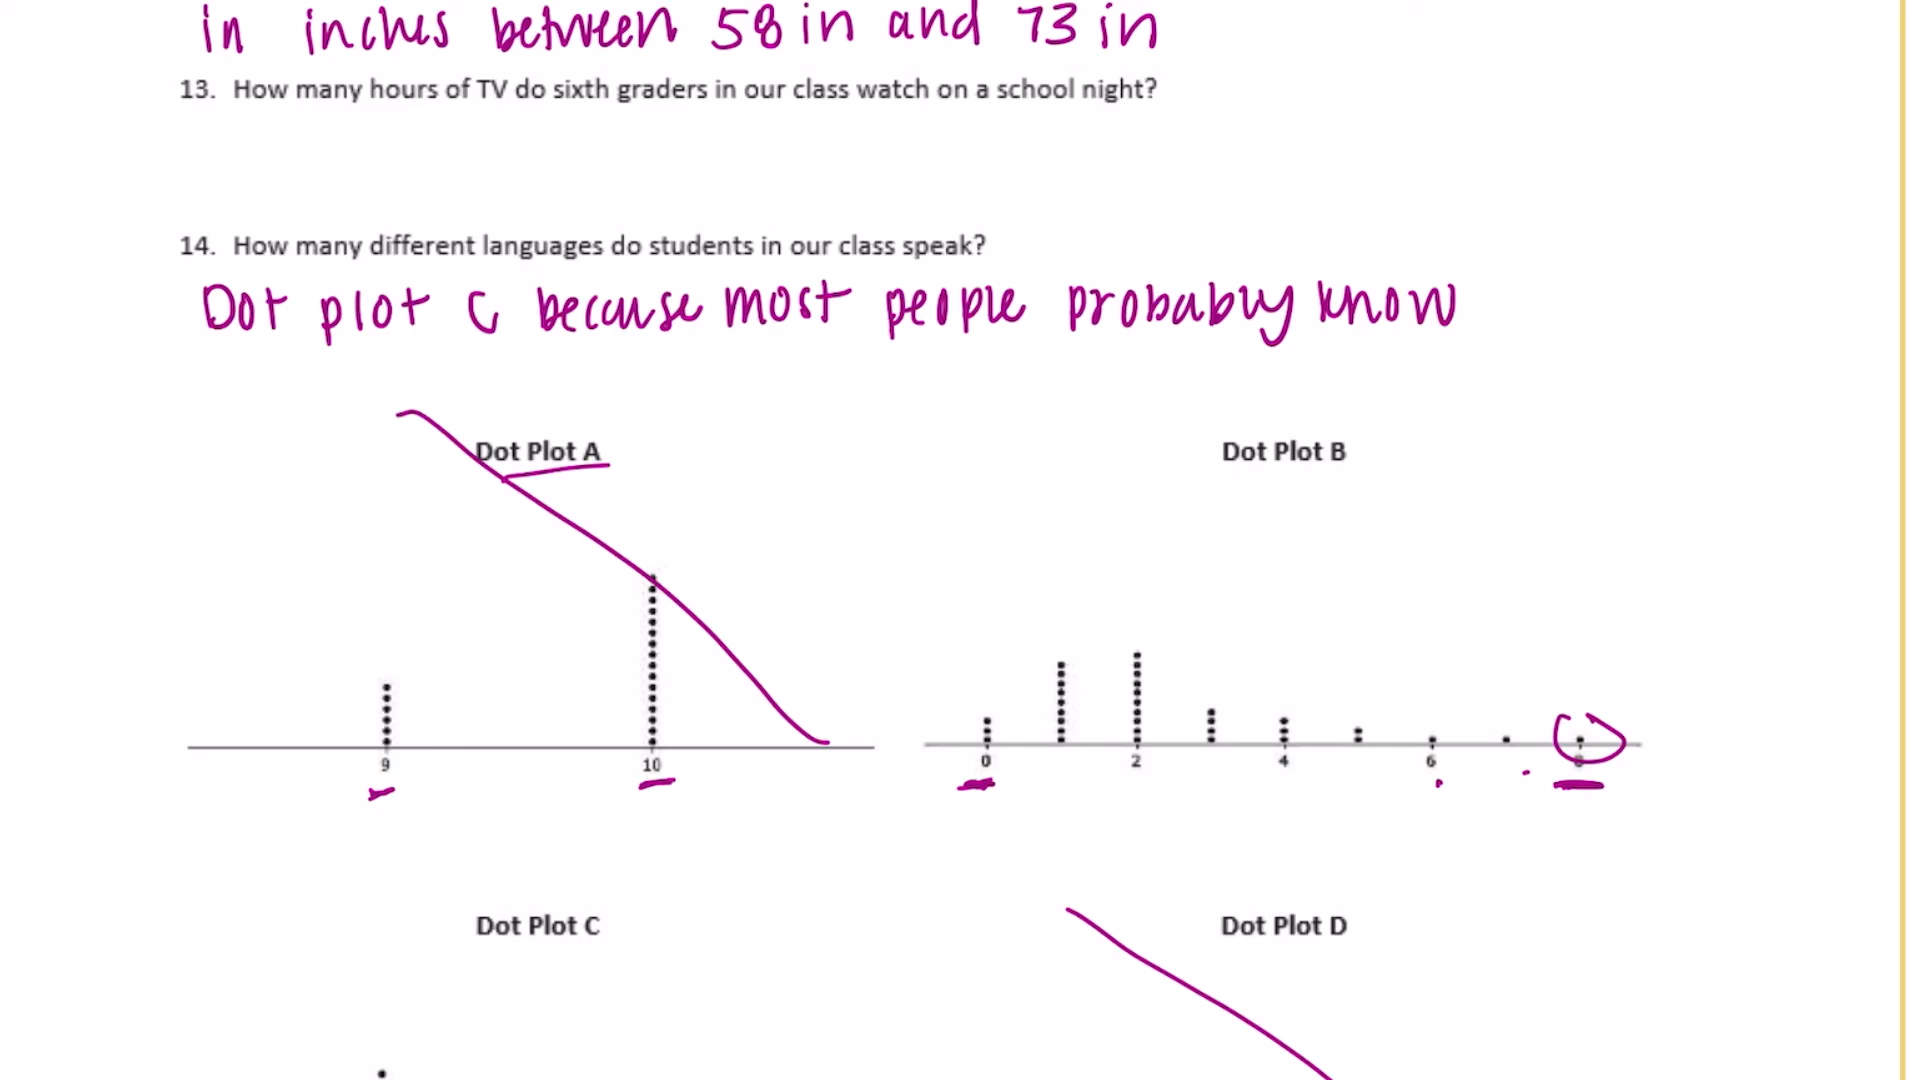 in inches between 58 in and 73 in
13. How many hours of TV do sixth graders in our class watch on a school night?
14. How many different languages do students in our class speak?
Dot plot C because most people probably know
Dot Plot A
Dot Plot B
9 10
0 2 4 6 8
Dot Plot C
Dot Plot D